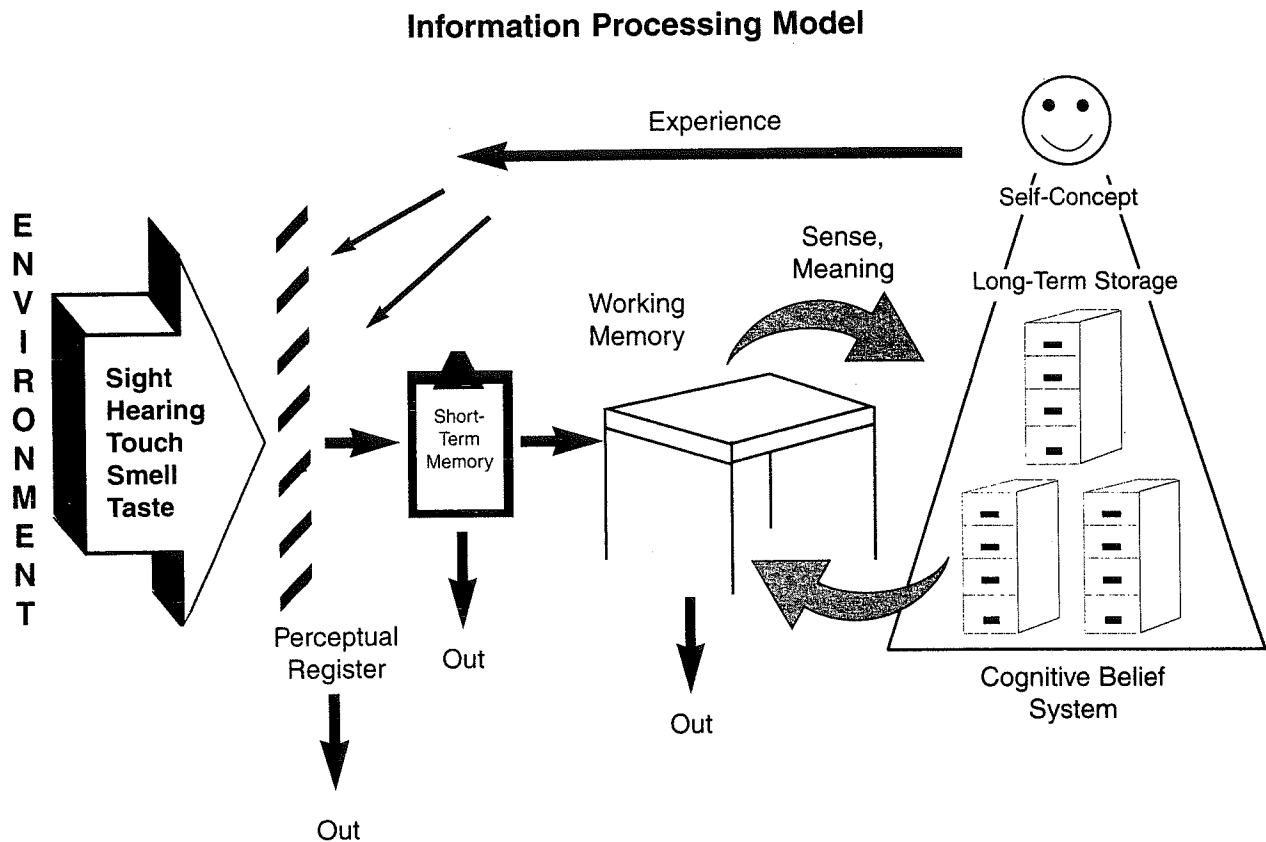 Information Processing Model
Experience
Self-Concept
ENVIRONMENT
Sight
Hearing
Touch
Smell
Taste
Sense,
Meaning
Long-Term Storage
Working
Memory
Short-
Term
Memory
Perceptual
Register
Out
Out
Out
Cognitive Belief
System